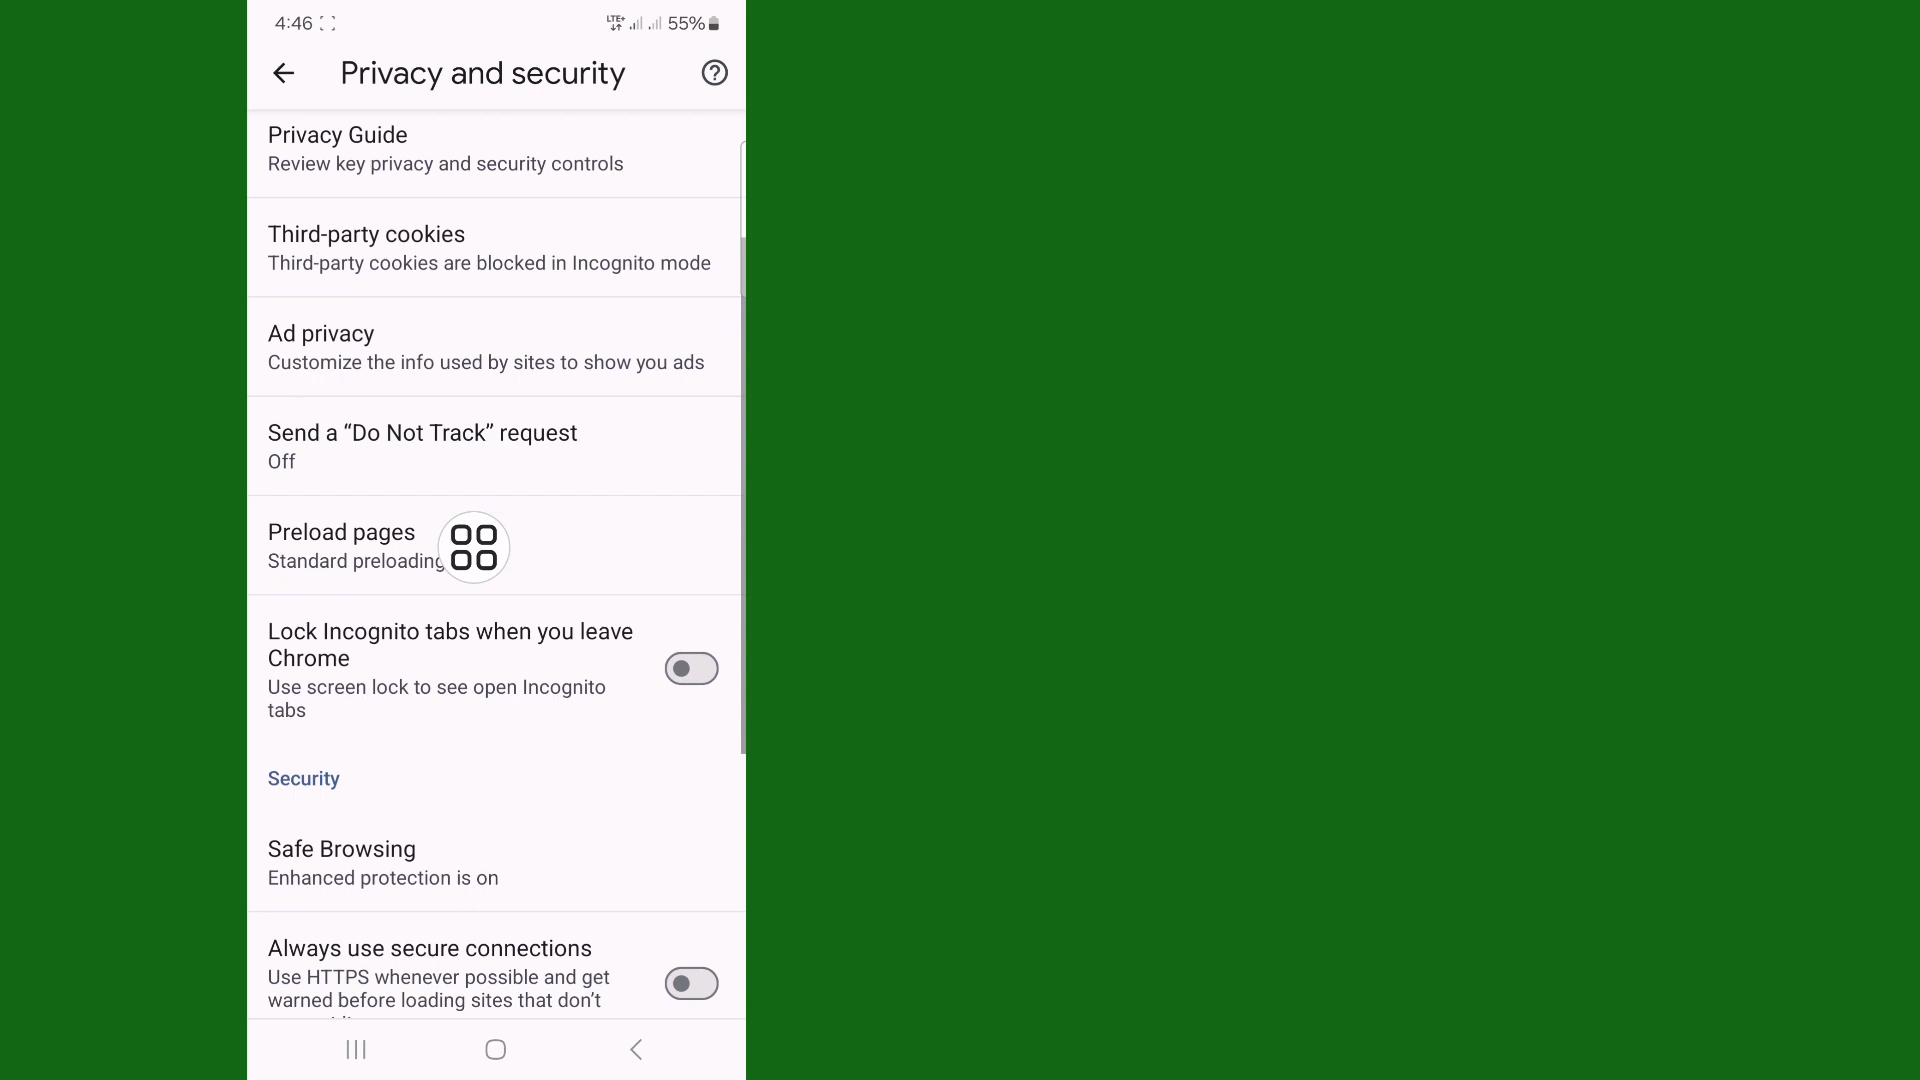 4:46 LTE+ 55%
Privacy and security
Privacy Guide
Review key privacy and security controls
Third-party cookies
Third-party cookies are blocked in Incognito mode
Ad privacy
Customize the info used by sites to show you ads
Send a “Do Not Track” request
Off
Preload pages
Standard preloading
Lock Incognito tabs when you leave
Chrome
Use screen lock to see open Incognito
tabs
Security
Safe Browsing
Enhanced protection is on
Always use secure connections
Use HTTPS whenever possible and get
warned before loading sites that don’t